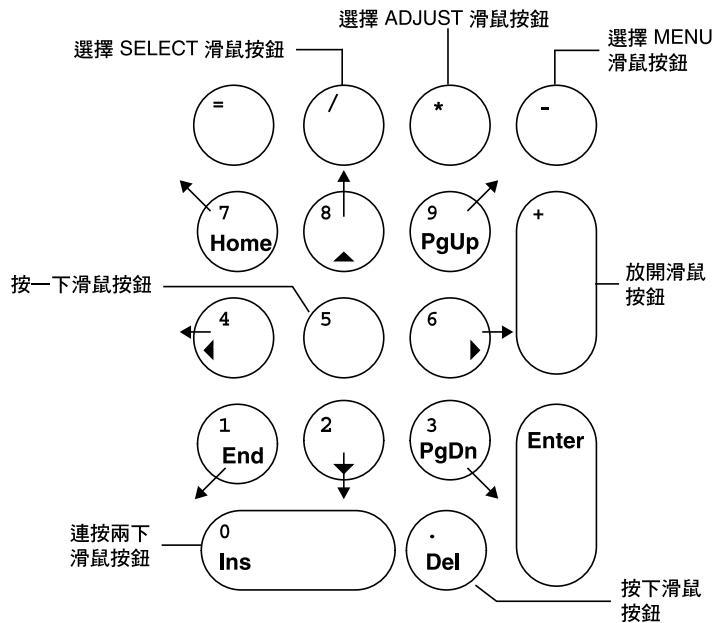 選擇 ADJUST 滑鼠按鈕
選擇 SELECT 滑鼠按鈕
選擇 MENU
滑鼠按鈕
=
/
*
-
7
Home
8
9
PgUp
+
按一下滑鼠按鈕
放開滑鼠
按鈕
4
5
6
1
End
2
3
PgDn
Enter
連按兩下
滑鼠按鈕
0
Ins
.
Del
按下滑鼠
按鈕